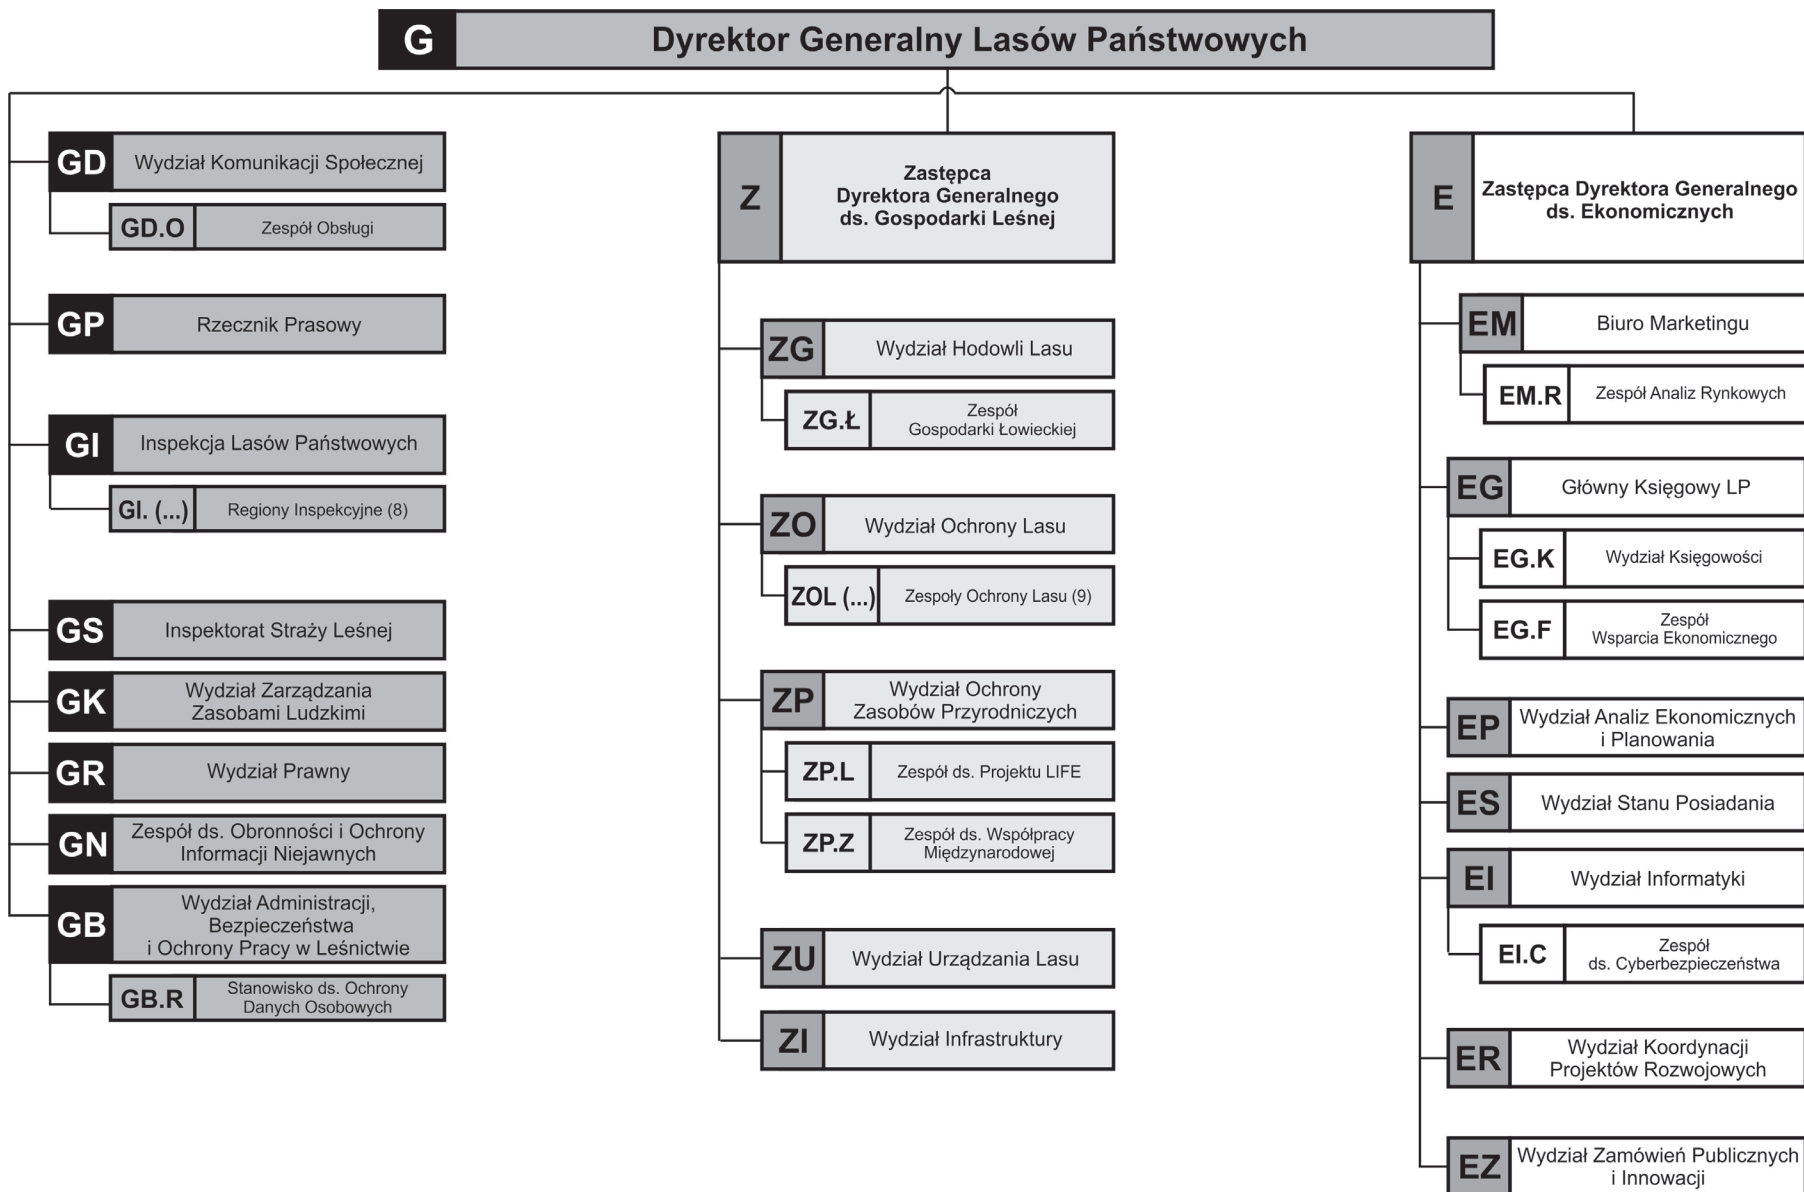 G
Dyrektor Generalny Lasów Państwowych
GD
Wydział Komunikacji Społecznej
GD.O
Zespół Obsługi
GP
Rzecznik Prasowy
GI
Inspekcja Lasów Państwowych
GI. (...)
Regiony Inspekcyjne (8)
GS
Inspektorat Straży Leśnej
GK
Wydział Zarządzania
Zasobami Ludzkimi
GR
Wydział Prawny
GN
Zespół ds. Obronności i Ochrony
Informacji Niejawnych
GB
Wydział Administracji,
Bezpieczeństwa
i Ochrony Pracy w Leśnictwie
GB.R
Stanowisko ds. Ochrony
Danych Osobowych
Z
Zastępca
Dyrektora Generalnego
ds. Gospodarki Leśnej
ZG
Wydział Hodowli Lasu
ZG.Ł
Zespół
Gospodarki Łowieckiej
ZO
Wydział Ochrony Lasu
ZOL (...)
Zespoły Ochrony Lasu (9)
ZP
Wydział Ochrony
Zasobów Przyrodniczych
ZP.L
Zespół ds. Projektu LIFE
ZP.Z
Zespół ds. Współpracy
Międzynarodowej
ZU
Wydział Urządzania Lasu
ZI
Wydział Infrastruktury
E
Zastępca Dyrektora Generalnego
ds. Ekonomicznych
EM
Biuro Marketingu
EM.R
Zespół Analiz Rynkowych
EG
Główny Księgowy LP
EG.K
Wydział Księgowości
EG.F
Zespół
Wsparcia Ekonomicznego
EP
Wydział Analiz Ekonomicznych
i Planowania
ES
Wydział Stanu Posiadania
EI
Wydział Informatyki
EI.C
Zespół
ds. Cyberbezpieczeństwa
ER
Wydział Koordynacji
Projektów Rozwojowych
EZ
Wydział Zamówień Publicznych
i Innowacji